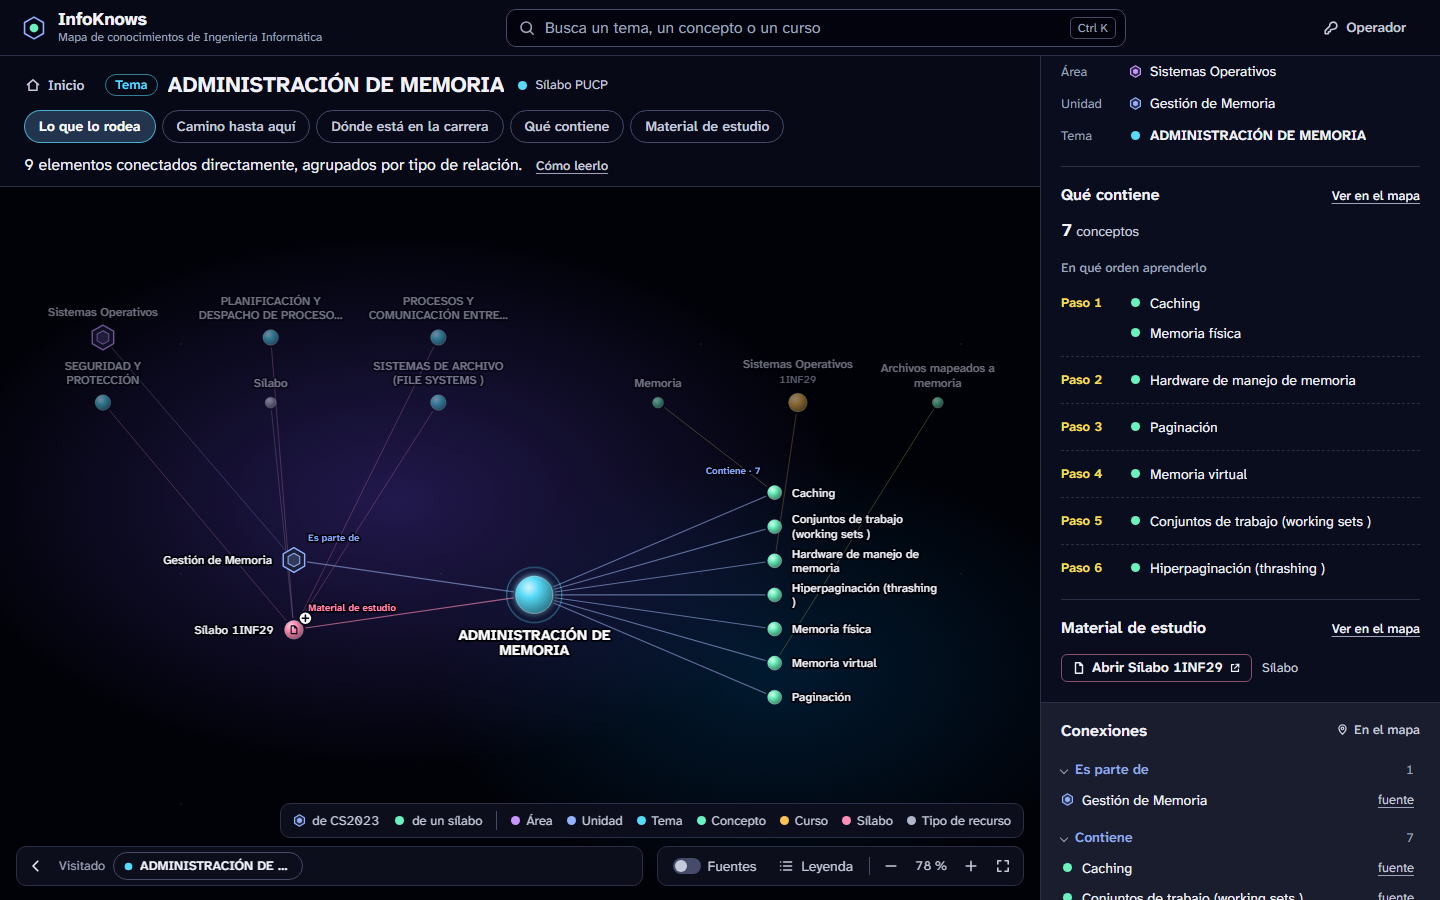 InfoKnows
Mapa de conocimientos de Ingeniería Informática
Busca un tema, un concepto o un curso
Ctrl K
Operador
Inicio
Tema
ADMINISTRACIÓN DE MEMORIA
Sílabo PUCP
Lo que lo rodea
Camino hasta aquí
Dónde está en la carrera
Qué contiene
Material de estudio
9 elementos conectados directamente, agrupados por tipo de relación.
Cómo leerlo
Sistemas Operativos
PLANIFICACIÓN Y
DESPACHO DE PROCESO...
PROCESOS Y
COMUNICACIÓN ENTRE...
SEGURIDAD Y
PROTECCIÓN
Sílabo
SISTEMAS DE ARCHIVO
(FILE SYSTEMS )
Memoria
Sistemas Operativos
1INF29
Archivos mapeados a
memoria
Contiene · 7
Caching
Conjuntos de trabajo
(working sets )
Hardware de manejo de
memoria
Hiperpaginación (thrashing
)
Memoria física
Memoria virtual
Paginación
Es parte de
Gestión de Memoria
Material de estudio
Sílabo 1INF29
ADMINISTRACIÓN DE
MEMORIA
de CS2023
de un sílabo
Área
Unidad
Tema
Concepto
Curso
Sílabo
Tipo de recurso
Visitado
ADMINISTRACIÓN DE ...
Fuentes
Leyenda
78 %
Área
Sistemas Operativos
Unidad
Gestión de Memoria
Tema
ADMINISTRACIÓN DE MEMORIA
Qué contiene
Ver en el mapa
7 conceptos
En qué orden aprenderlo
Paso 1
Caching
Memoria física
Paso 2
Hardware de manejo de memoria
Paso 3
Paginación
Paso 4
Memoria virtual
Paso 5
Conjuntos de trabajo (working sets )
Paso 6
Hiperpaginación (thrashing )
Material de estudio
Ver en el mapa
Abrir Sílabo 1INF29
Sílabo
Conexiones
En el mapa
Es parte de
1
Gestión de Memoria
fuente
Contiene
7
Caching
fuente
Conjuntos de trabajo (working sets )
fuente